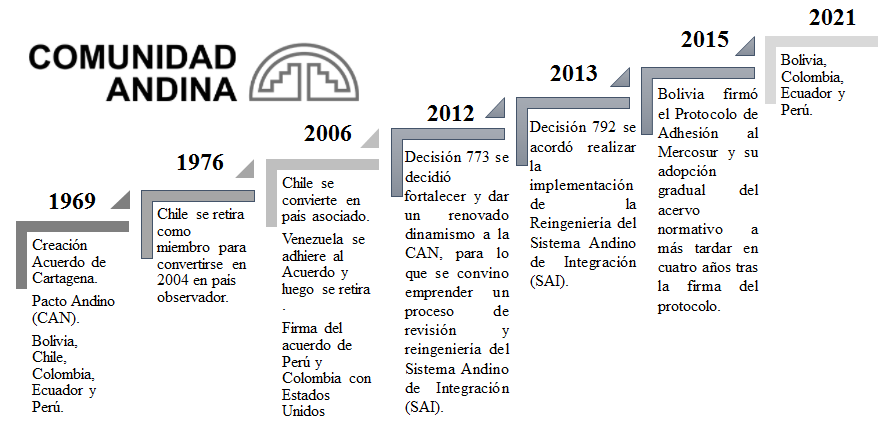 COMUNIDAD
ANDINA
1969
Creación
Acuerdo de
Cartagena.
Pacto Andino
(CAN).
Bolivia,
Chile,
Colombia,
Ecuador y
Perú.
1976
Chile se retira
como
miembro para
convertirse en
2004 en país
observador.
2006
Chile se
convierte en
país asociado.
Venezuela se
adhiere al
Acuerdo y
luego se retira
.
Firma del
acuerdo de
Perú y
Colombia con
Estados
Unidos
2012
Decisión 773 se
decidió
fortalecer y dar
un renovado
dinamismo a la
CAN, para lo
que se convino
emprender un
proceso de
revisión y
reingeniería del
Sistema Andino
de Integración
(SAI).
2013
Decisión 792 se
acordó realizar
la
implementación
de la
Reingeniería del
Sistema Andino
de Integración
(SAI).
2015
Bolivia firmó
el Protocolo de
Adhesión al
Mercosur y su
adopción
gradual del
acervo
normativo a
más tardar en
cuatro años tras
la firma del
protocolo.
2021
Bolivia,
Colombia,
Ecuador y
Perú.